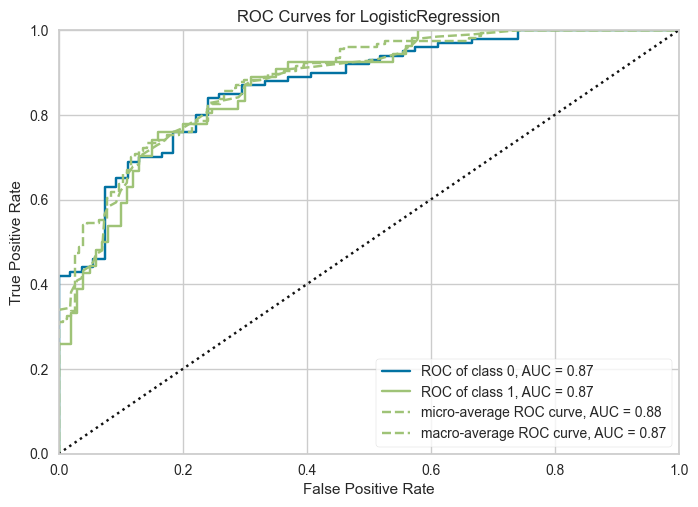 ROC Curves for LogisticRegression
1.0
0.8
0.6
0.4
0.2
0.0
True Positive Rate
ROC of class 0, AUC = 0.87
ROC of class 1, AUC = 0.87
micro-average ROC curve, AUC = 0.88
macro-average ROC curve, AUC = 0.87
0.0 0.2 0.4 0.6 0.8 1.0
False Positive Rate